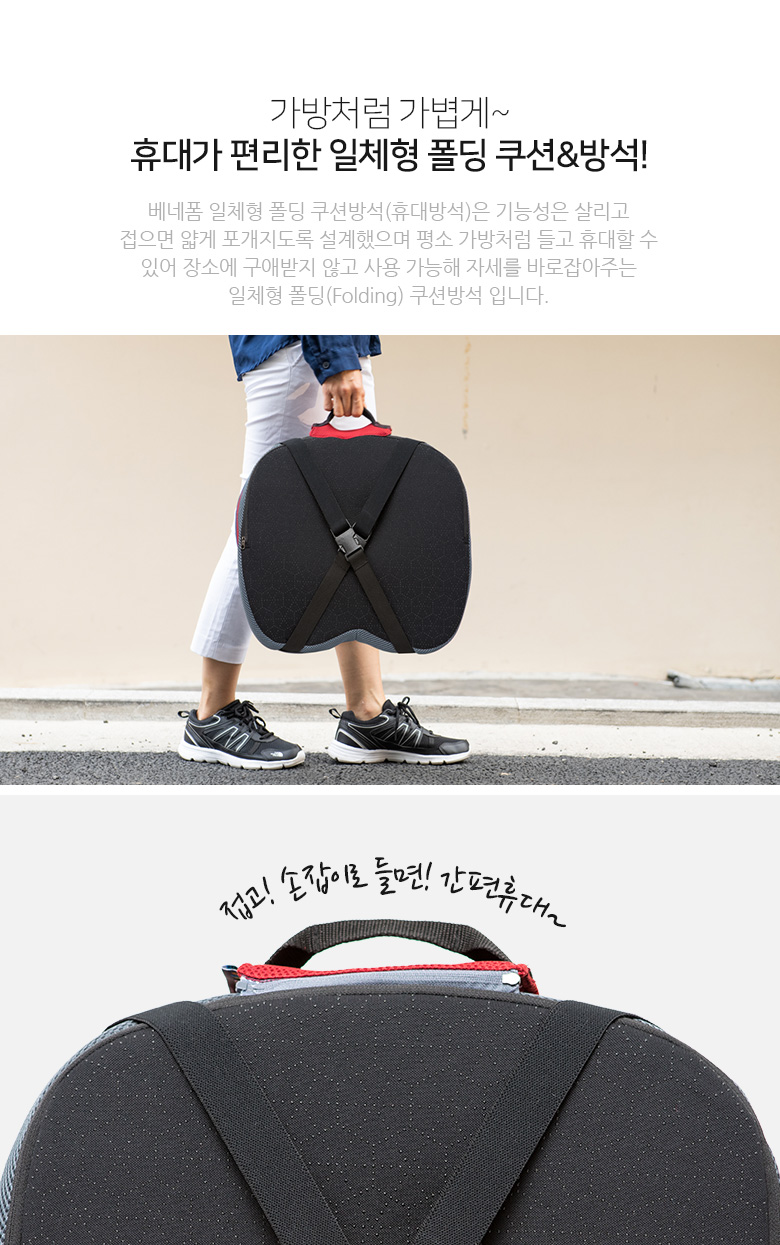 가방처럼 가볍게~
휴대가 편리한 일체형 폴딩 쿠션&방석!
베네폼 일체형 폴딩 쿠션방석(휴대방석)은 기능성은 살리고
접으면 얇게 포개지도록 설계했으며 평소 가방처럼 들고 휴대할 수
있어 장소에 구애받지 않고 사용 가능해 자세를 바로잡아주는
일체형 폴딩(Folding) 쿠션방석 입니다.
접고! 손잡이로 들면! 간편휴대~